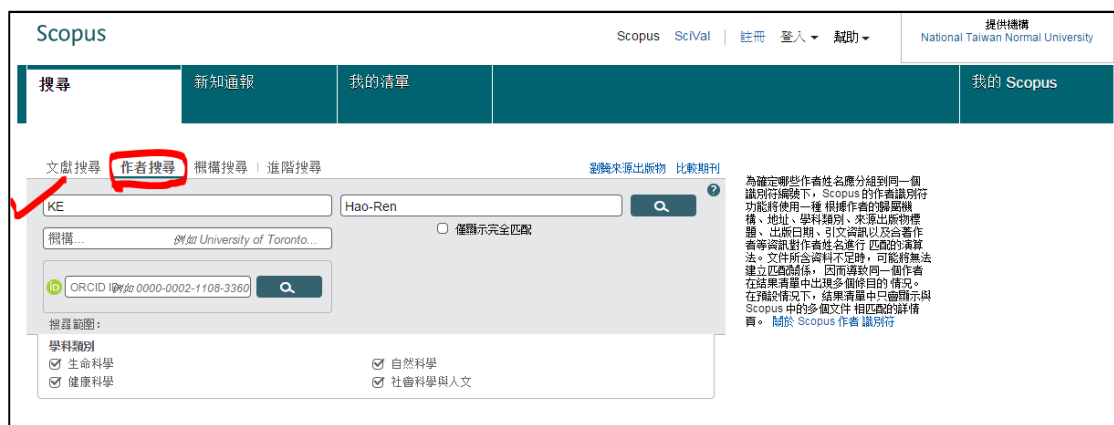 Scopus
Scopus SciVal | 註冊 登入 幫助
提供機構
National Taiwan Normal University
搜尋 新知通報 我的清單 我的 Scopus
文獻搜尋 作者搜尋 機構搜尋 | 進階搜尋 瀏覽來源出版物 比較期刊
KE Hao-Ren
?
機構... 例如 University of Toronto... 僅顯示完全匹配
iD ORCID ID 例如 0000-0002-1108-3360
搜尋範圍:
學科類別
生命科學 自然科學
健康科學 社會科學與人文
為確定哪些作者姓名應分組到同一個
識別符編號下,Scopus 的作者識別符
功能將使用一種 根據作者的歸屬機
構、地址、學科類別、來源出版物標
題、出版日期、引文資訊以及合著作
者等資訊對作者姓名進行 匹配的演算
法。文件所含資料不足時,可能將無法
建立匹配關係,因而導致同一個作者
在結果清單中出現多個條目的 情況。
在預設情況下,結果清單中只會顯示與
Scopus 中的多個文件 相匹配的詳情
頁。 關於 Scopus 作者 識別符